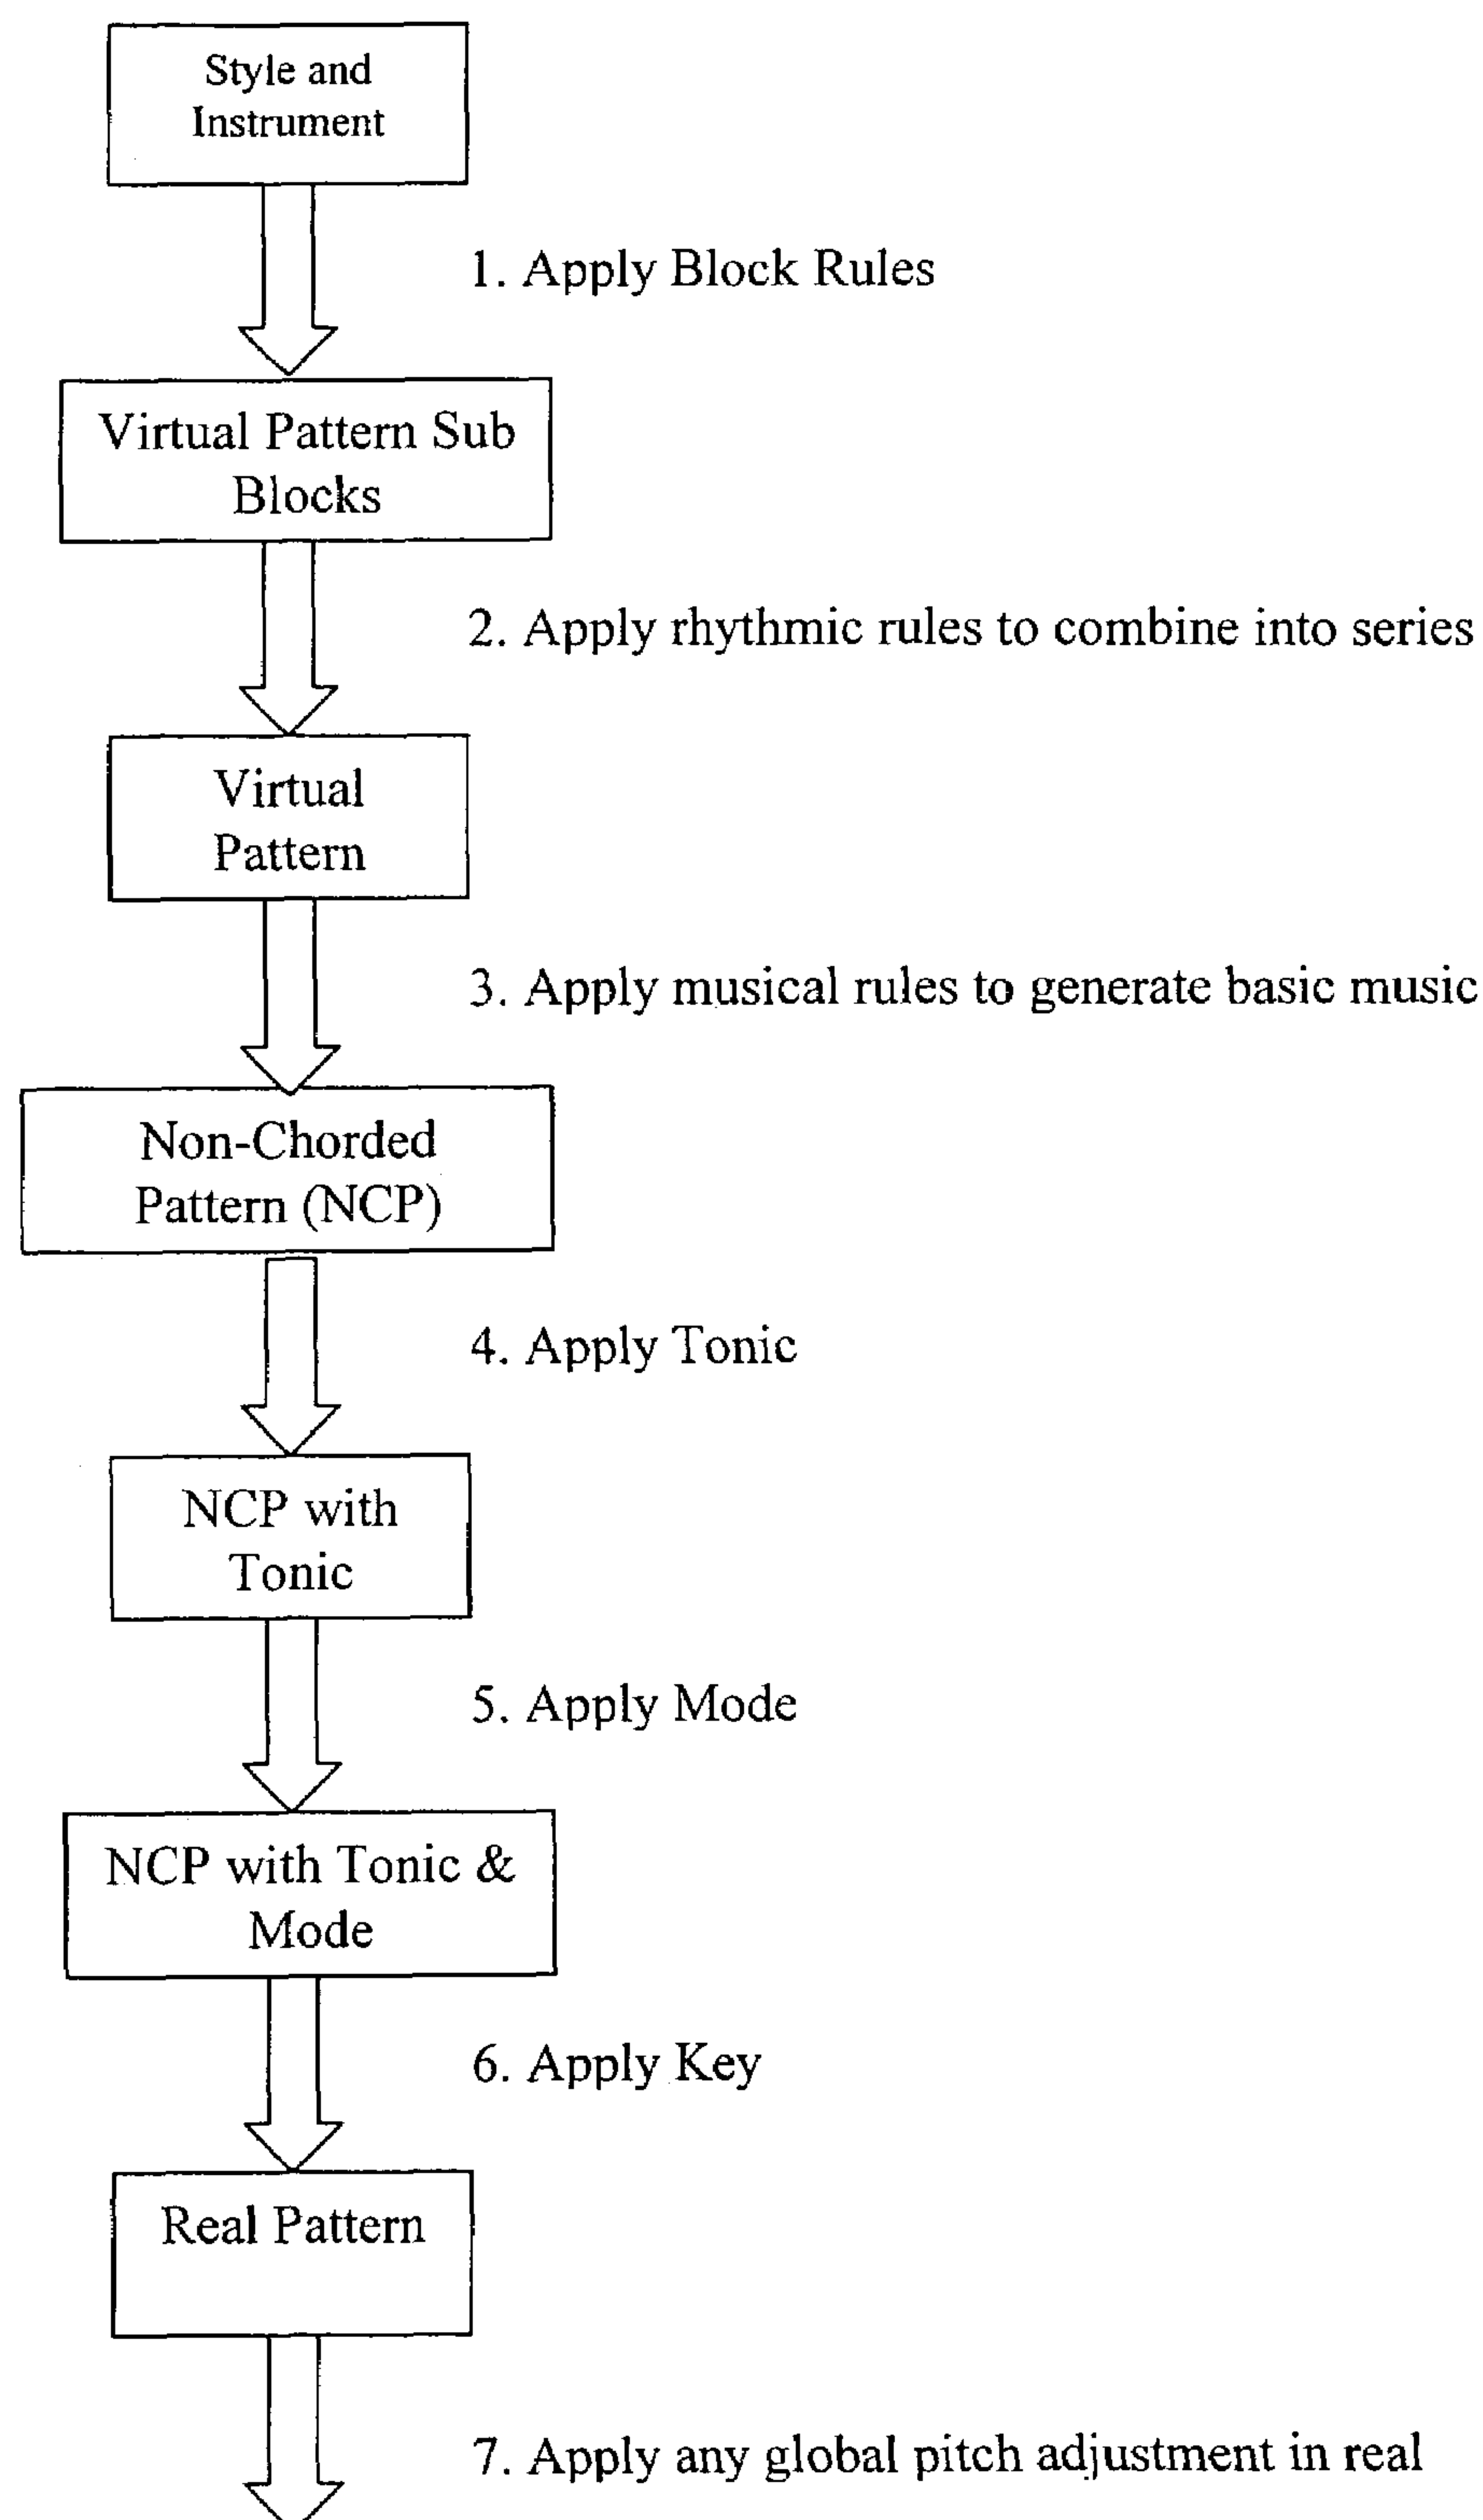 Style and
Instrument
1. Apply Block Rules
Virtual Pattern Sub
Blocks
2. Apply rhythmic rules to combine into series
Virtual
Pattern
3. Apply musical rules to generate basic music
Non-Chorded
Pattern (NCP)
4. Apply Tonic
NCP with
Tonic
5. Apply Mode
NCP with Tonic &
Mode
6. Apply Key
Real Pattern
7. Apply any global pitch adjustment in real